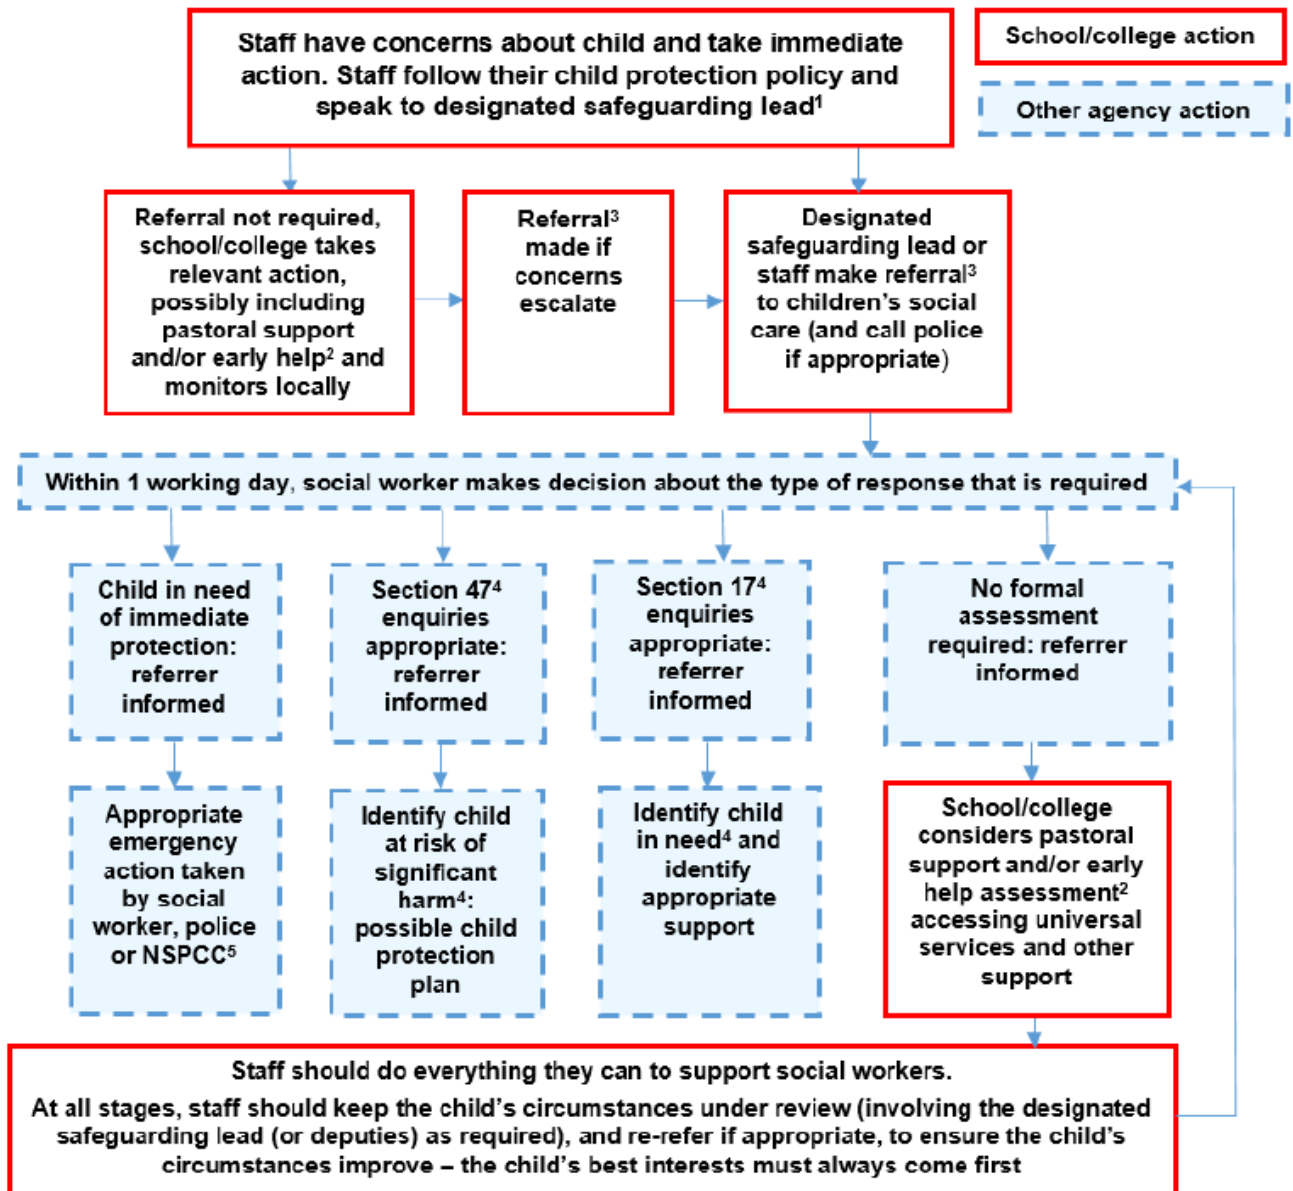 Staff have concerns about child and take immediate
action. Staff follow their child protection policy and
speak to designated safeguarding lead¹
School/college action
Other agency action
Referral not required,
school/college takes
relevant action,
possibly including
pastoral support
and/or early help² and
monitors locally
Referral³
made if
concerns
escalate
Designated
safeguarding lead or
staff make referral³
to children’s social
care (and call police
if appropriate)
Within 1 working day, social worker makes decision about the type of response that is required
Child in need
of immediate
protection:
referrer
informed
Section 47⁴
enquiries
appropriate:
referrer
informed
Section 17⁴
enquiries
appropriate:
referrer
informed
No formal
assessment
required: referrer
informed
Appropriate
emergency
action taken
by social
worker, police
or NSPCC⁵
Identify child
at risk of
significant
harm⁴:
possible child
protection
plan
Identify child
in need⁴ and
identify
appropriate
support
School/college
considers pastoral
support and/or early
help assessment²
accessing universal
services and other
support
Staff should do everything they can to support social workers.
At all stages, staff should keep the child’s circumstances under review (involving the designated
safeguarding lead (or deputies) as required), and re-refer if appropriate, to ensure the child’s
circumstances improve – the child’s best interests must always come first